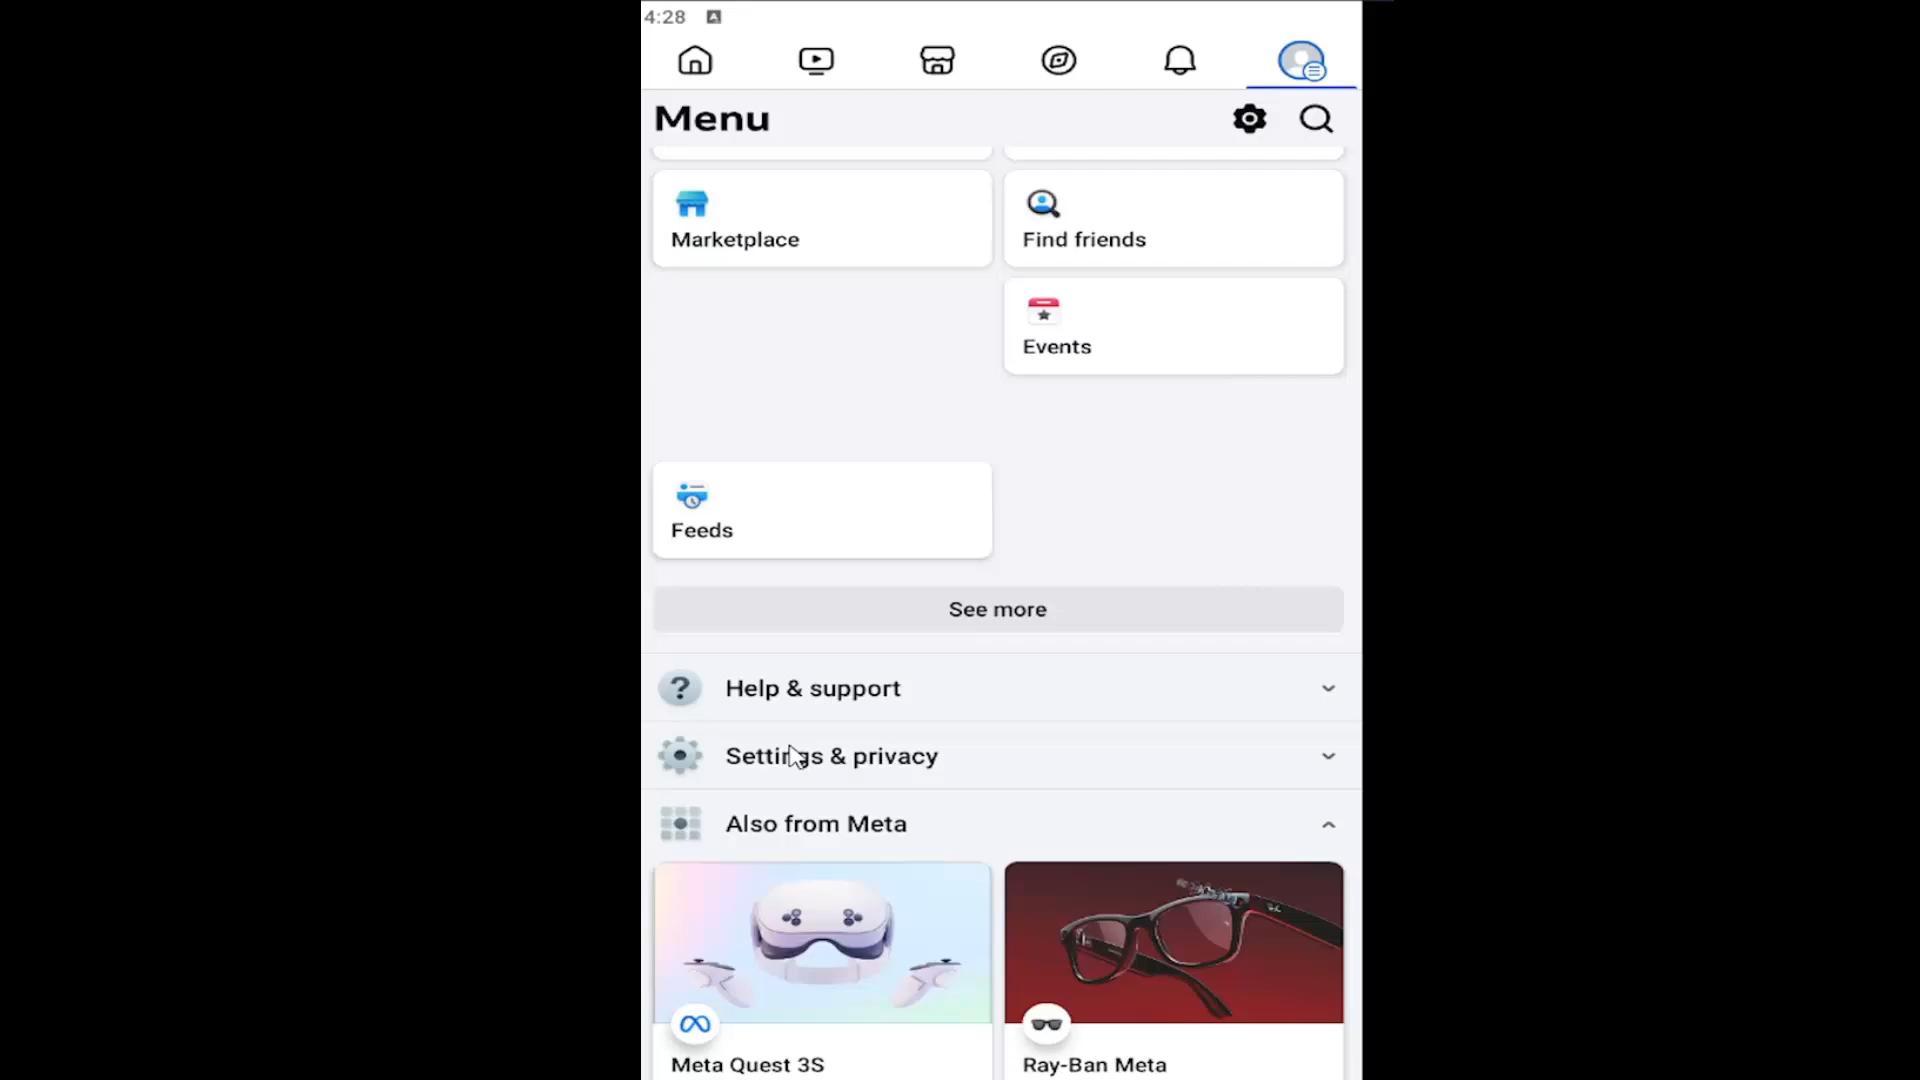 4:28
Menu
Marketplace
Find friends
Events
Feeds
See more
Help & support
Settings & privacy
Also from Meta
Meta Quest 3S
Ray-Ban Meta